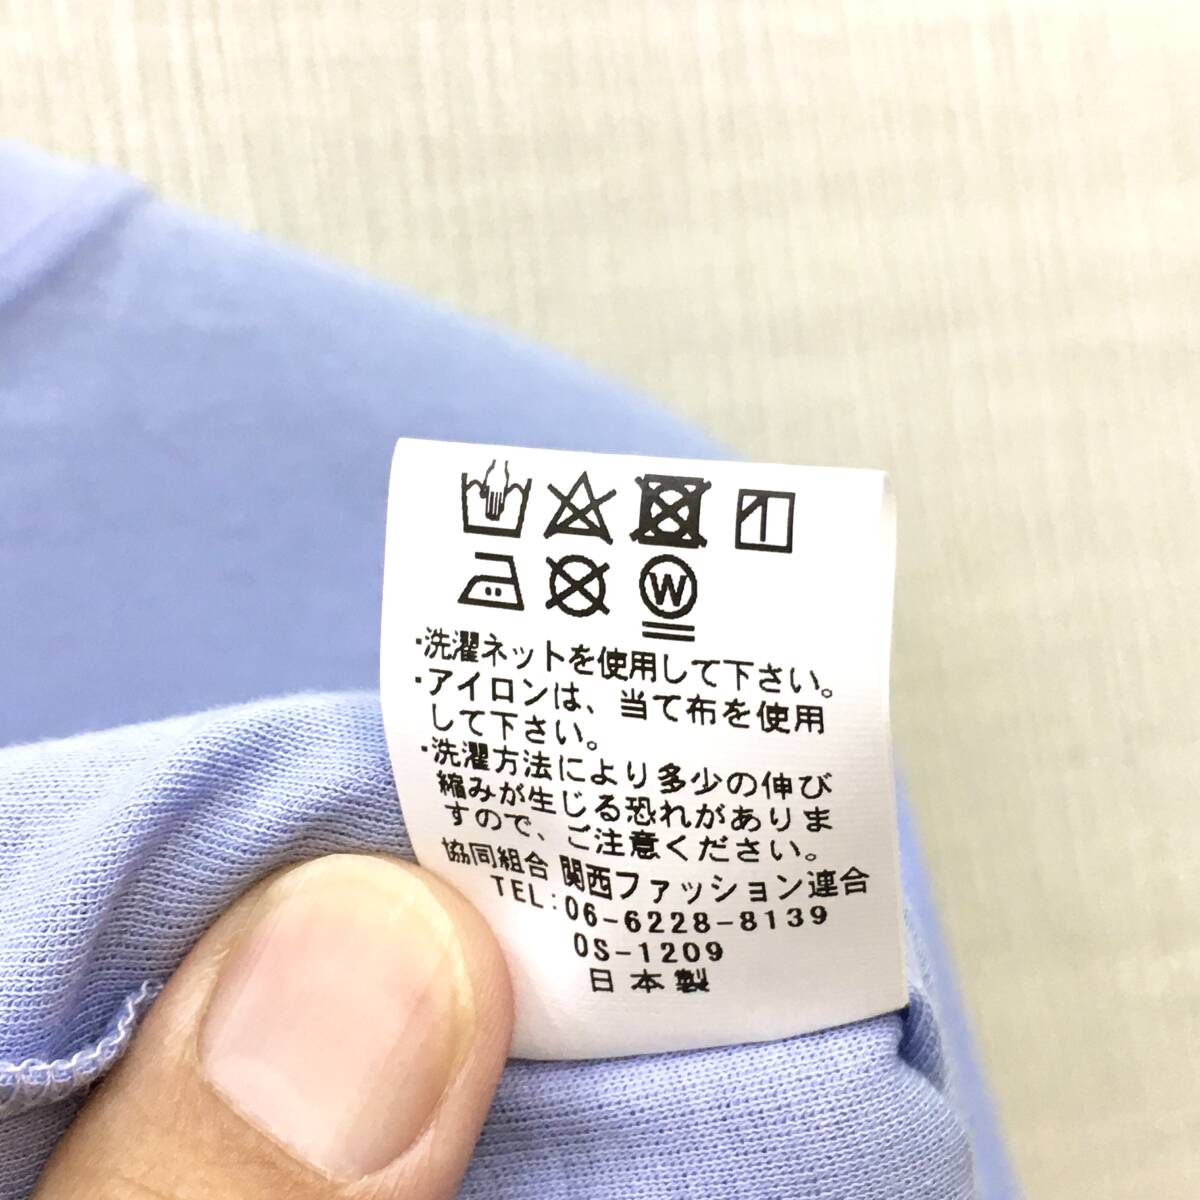 W
・洗濯ネットを使用して下さい。
・アイロンは、当て布を使用
して下さい。
・洗濯方法により多少の伸び
縮みが生じる恐れがありま
すので、ご注意ください。
協同組合 関西ファッション連合
TEL:06-6228-8139
OS-1209
日本製